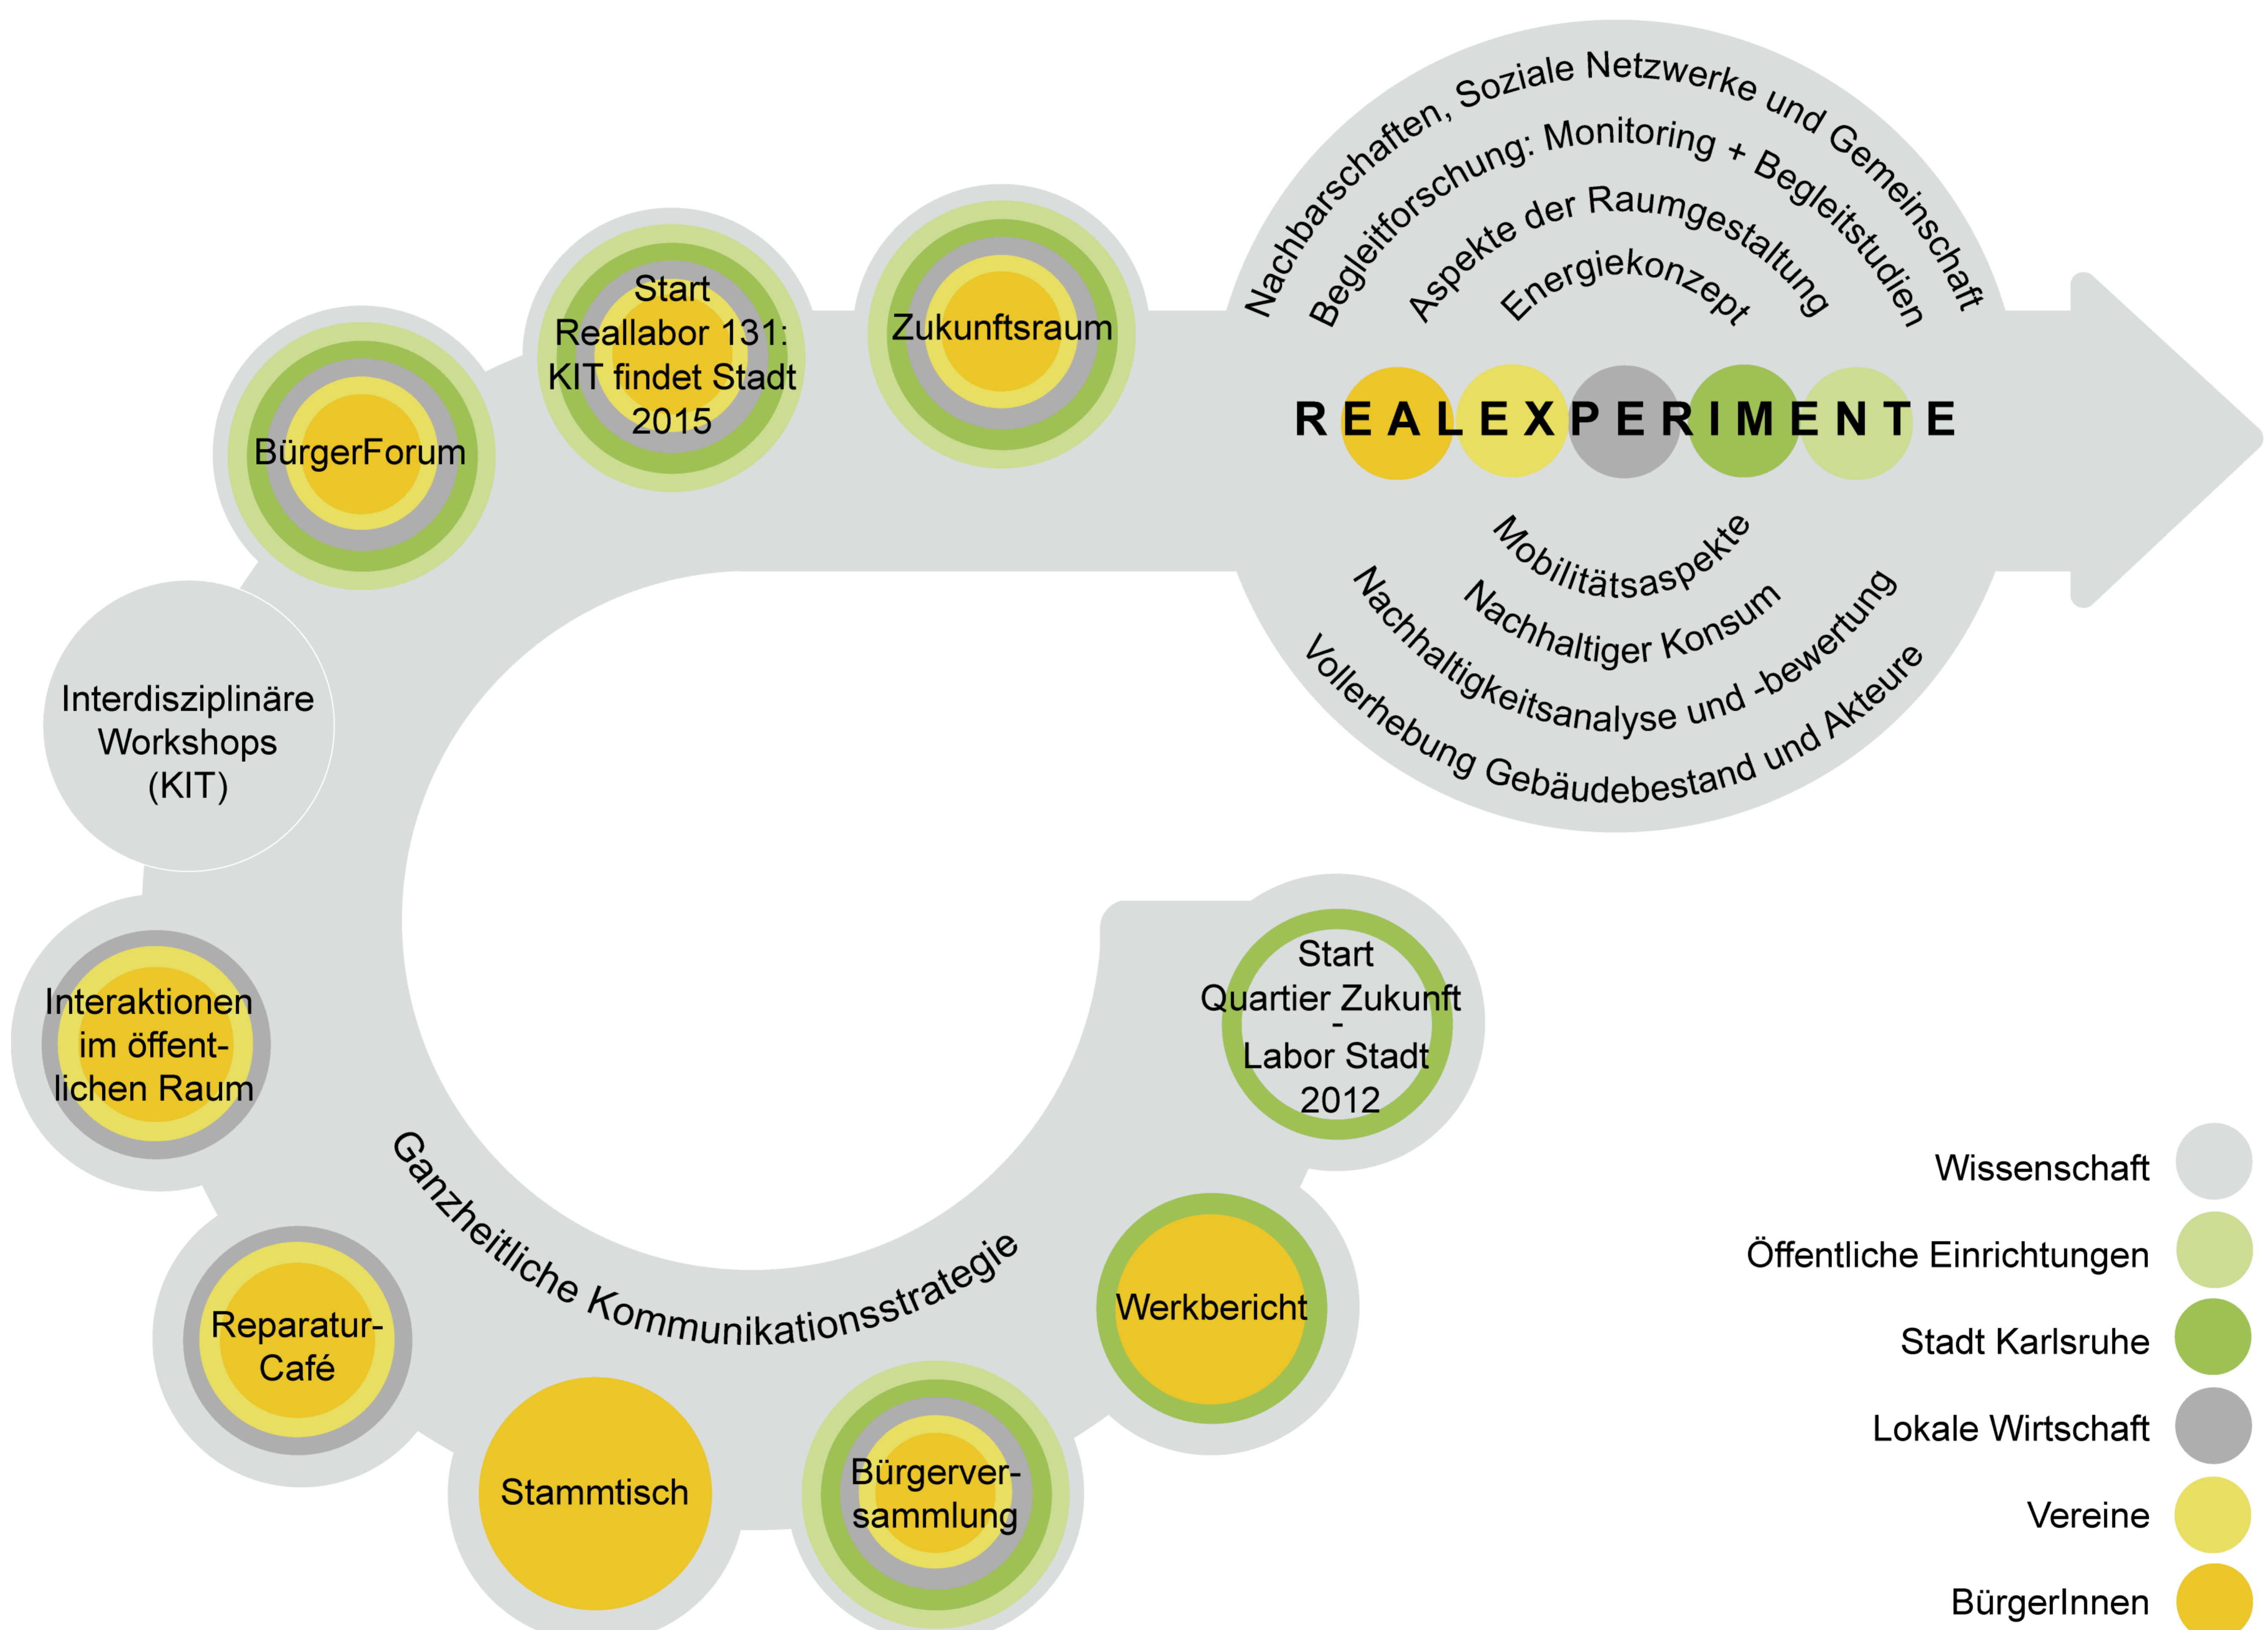 Nachbarschaften, Soziale Netzwerke und Gemeinschaft
Begleitforschung: Monitoring + Begleitstudien
Aspekte der Raumgestaltung
Energiekonzept
REALEXPERIMENTE
Mobilitätsaspekte
Nachhaltiger Konsum
Nachhaltigkeitsanalyse und -bewertung
Vollerhebung Gebäudebestand und Akteure
Zukunftsraum
Start
Reallabor 131:
KIT findet Stadt
2015
BürgerForum
Interdisziplinäre
Workshops
(KIT)
Interaktionen
im öffent-
lichen Raum
Reparatur-
Café
Stammtisch
Bürgerver-
sammlung
Werkbericht
Start
Quartier Zukunft
-
Labor Stadt
2012
Ganzheitliche Kommunikationsstrategie
Wissenschaft
Öffentliche Einrichtungen
Stadt Karlsruhe
Lokale Wirtschaft
Vereine
BürgerInnen